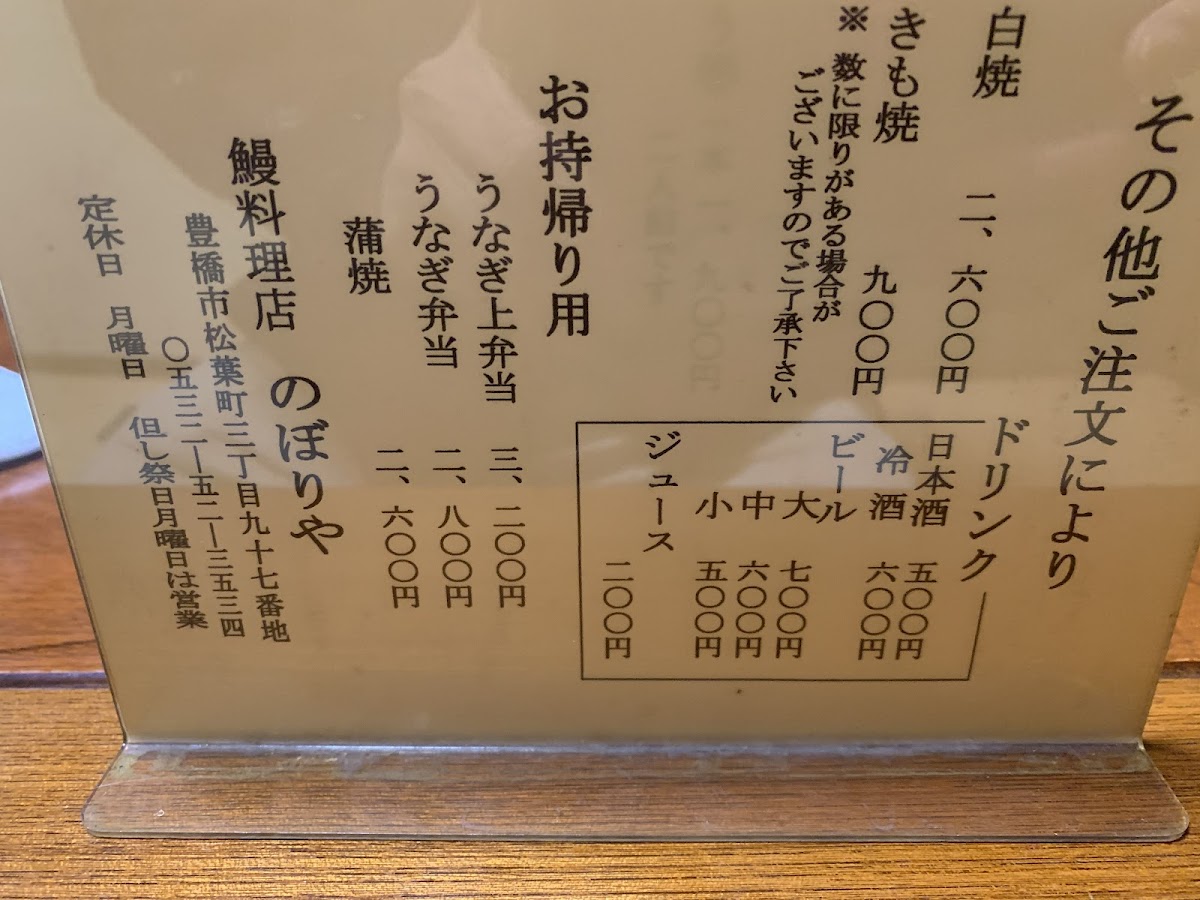 その他ご注文により
白焼 二、六〇〇円
きも焼 九〇〇円
※数に限りがある場合が
ございますのでご了承下さい
ドリンク
日本酒 五〇〇円
冷酒 六〇〇円
ビール
大 七〇〇円
中 六〇〇円
小 五〇〇円
ジュース 二〇〇円
お持帰り用
うなぎ上弁当 三、二〇〇円
うなぎ弁当 二、八〇〇円
蒲焼 二、六〇〇円
鰻料理店 のぼりや
豊橋市松葉町三丁目九十七番地
〇五三二ー五二ー三五三四
定休日 月曜日 但し祭日月曜日は営業